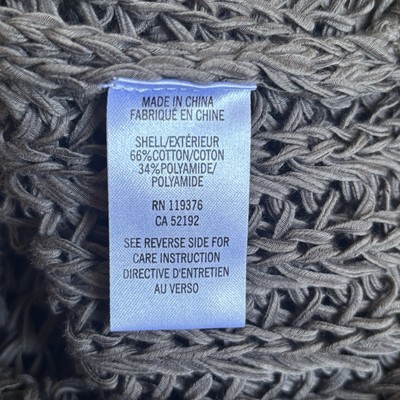 MADE IN CHINA
FABRIQUÉ EN CHINE
SHELL/EXTÉRIEUR
66%COTTON/COTON
34%POLYAMIDE/
POLYAMIDE
RN 119376
CA 52192
SEE REVERSE SIDE FOR
CARE INSTRUCTION
DIRECTIVE D'ENTRETIEN
AU VERSO